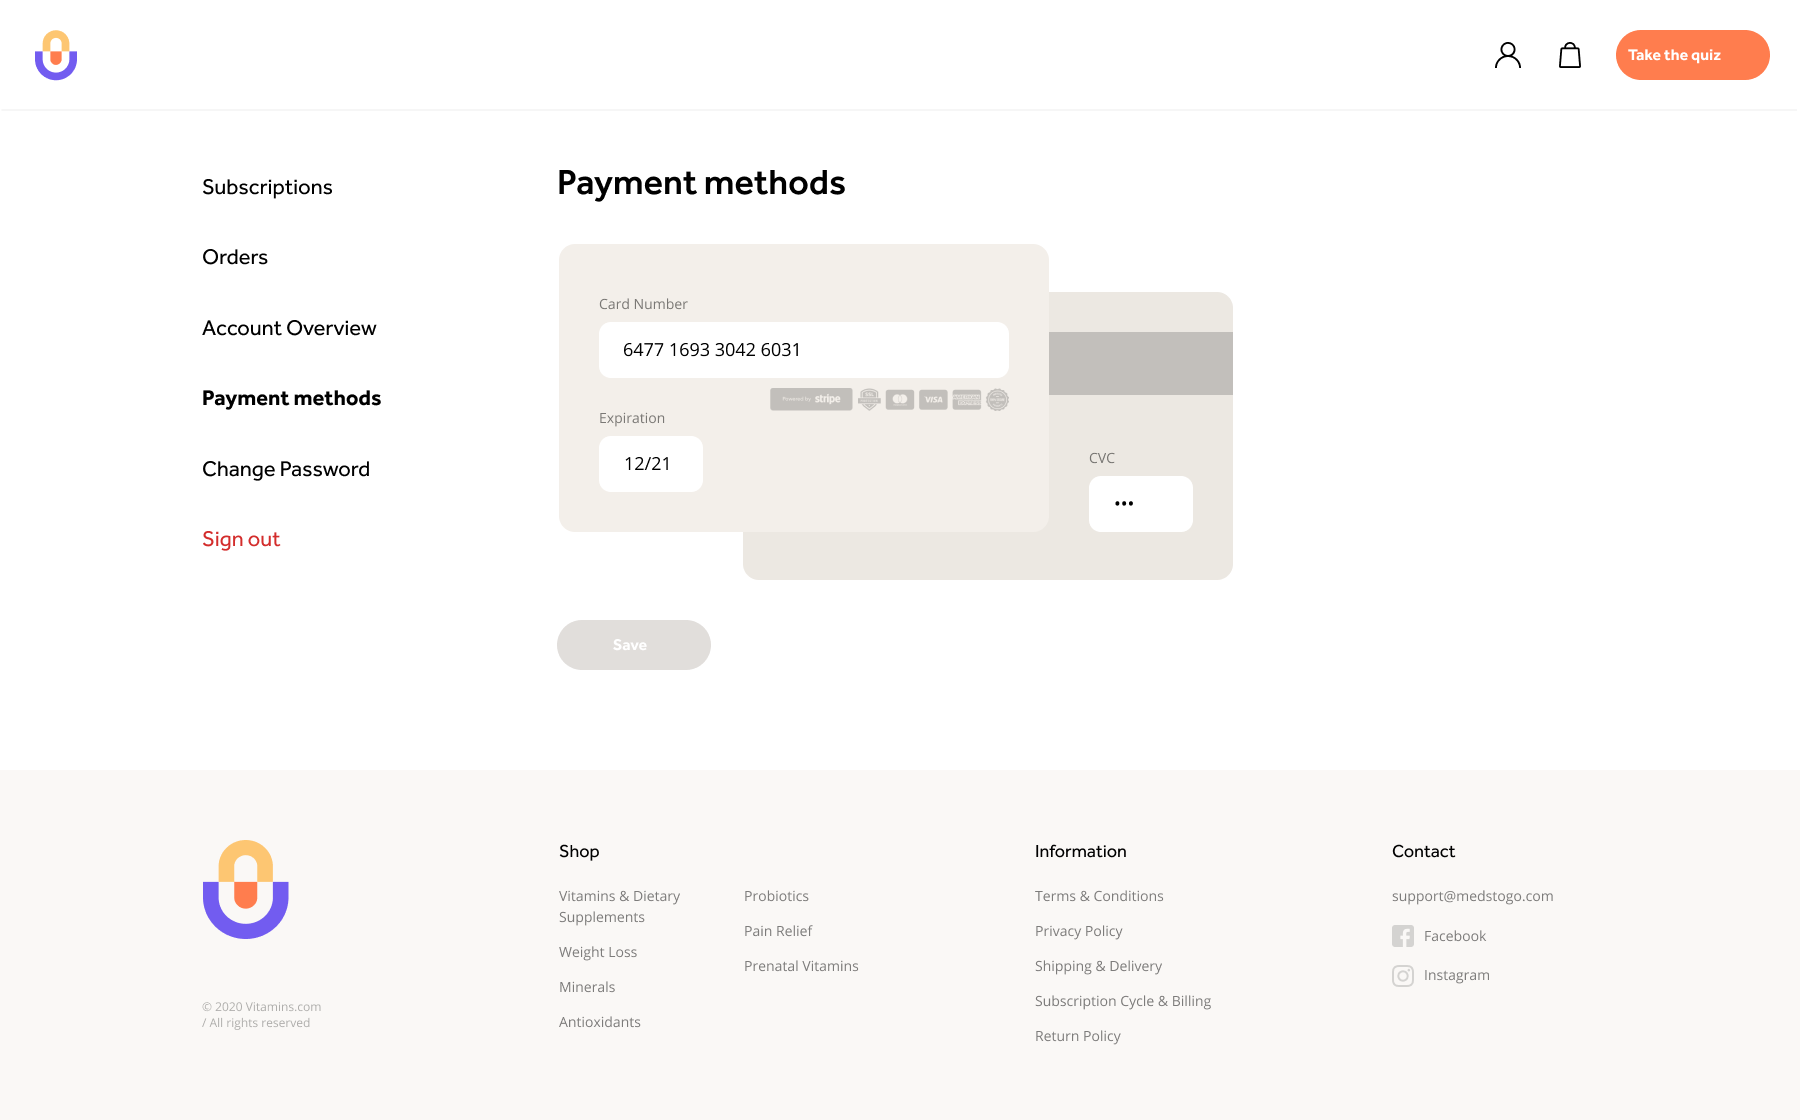 Take the quiz
Subscriptions
Orders
Account Overview
Payment methods
Change Password
Sign out
Payment methods
Card Number
6477 1693 3042 6031
Powered by stripe
VISA
Expiration
12/21
CVC
•••
Save
Shop
Vitamins & Dietary
Supplements
Weight Loss
Minerals
Antioxidants
Probiotics
Pain Relief
Prenatal Vitamins
Information
Terms & Conditions
Privacy Policy
Shipping & Delivery
Subscription Cycle & Billing
Return Policy
Contact
support@medstogo.com
Facebook
Instagram
© 2020 Vitamins.com
/ All rights reserved